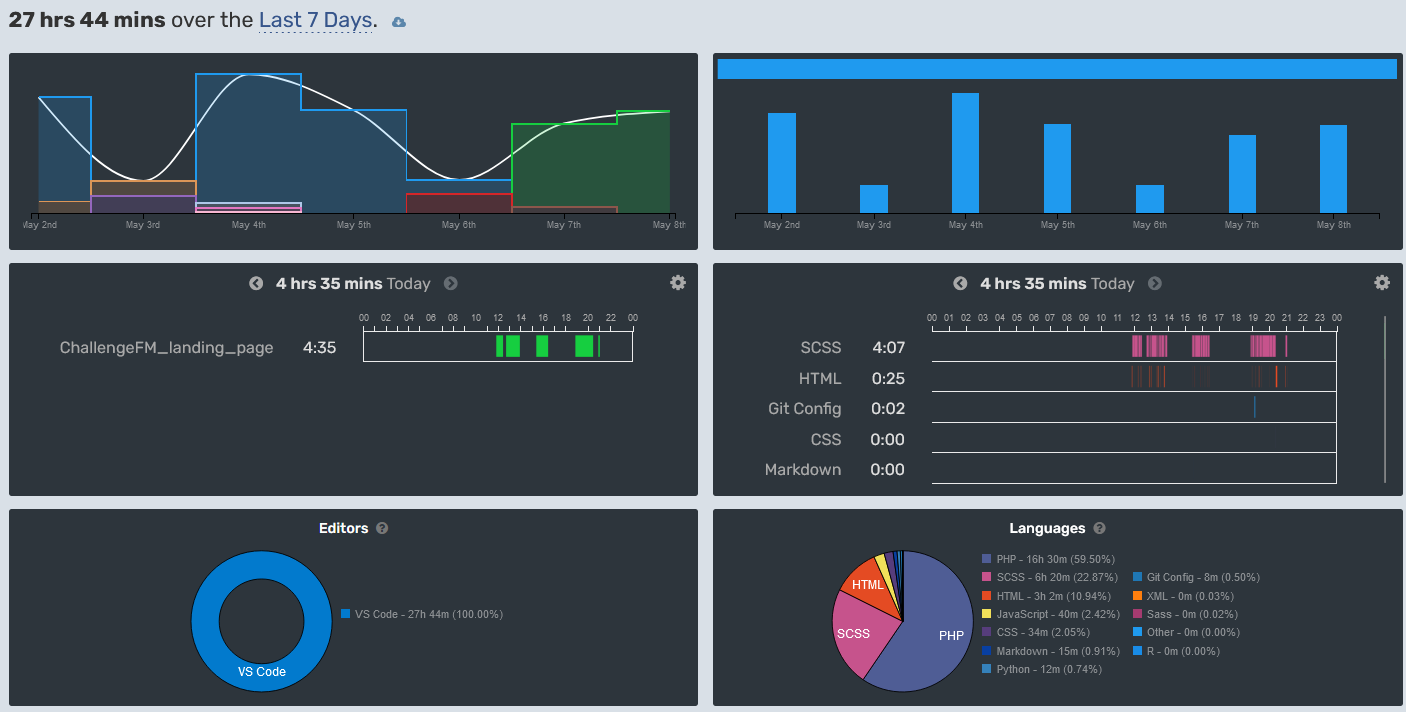 27 hrs 44 mins over the Last 7 Days.
May 2nd May 3rd May 4th May 5th May 6th May 7th May 8th
May 2nd May 3rd May 4th May 5th May 6th May 7th May 8th
4 hrs 35 mins Today
00 02 04 06 08 10 12 14 16 18 20 22 00
ChallengeFM_landing_page 4:35
4 hrs 35 mins Today
00 01 02 03 04 05 06 07 08 09 10 11 12 13 14 15 16 17 18 19 20 21 22 23 00
SCSS 4:07
HTML 0:25
Git Config 0:02
CSS 0:00
Markdown 0:00
Editors ?
VS Code - 27h 44m (100.00%)
VS Code
Languages ?
HTML
SCSS
PHP
PHP - 16h 30m (59.50%)
SCSS - 6h 20m (22.87%)
HTML - 3h 2m (10.94%)
JavaScript - 40m (2.42%)
CSS - 34m (2.05%)
Markdown - 15m (0.91%)
Python - 12m (0.74%)
Git Config - 8m (0.50%)
XML - 0m (0.03%)
Sass - 0m (0.02%)
Other - 0m (0.00%)
R - 0m (0.00%)